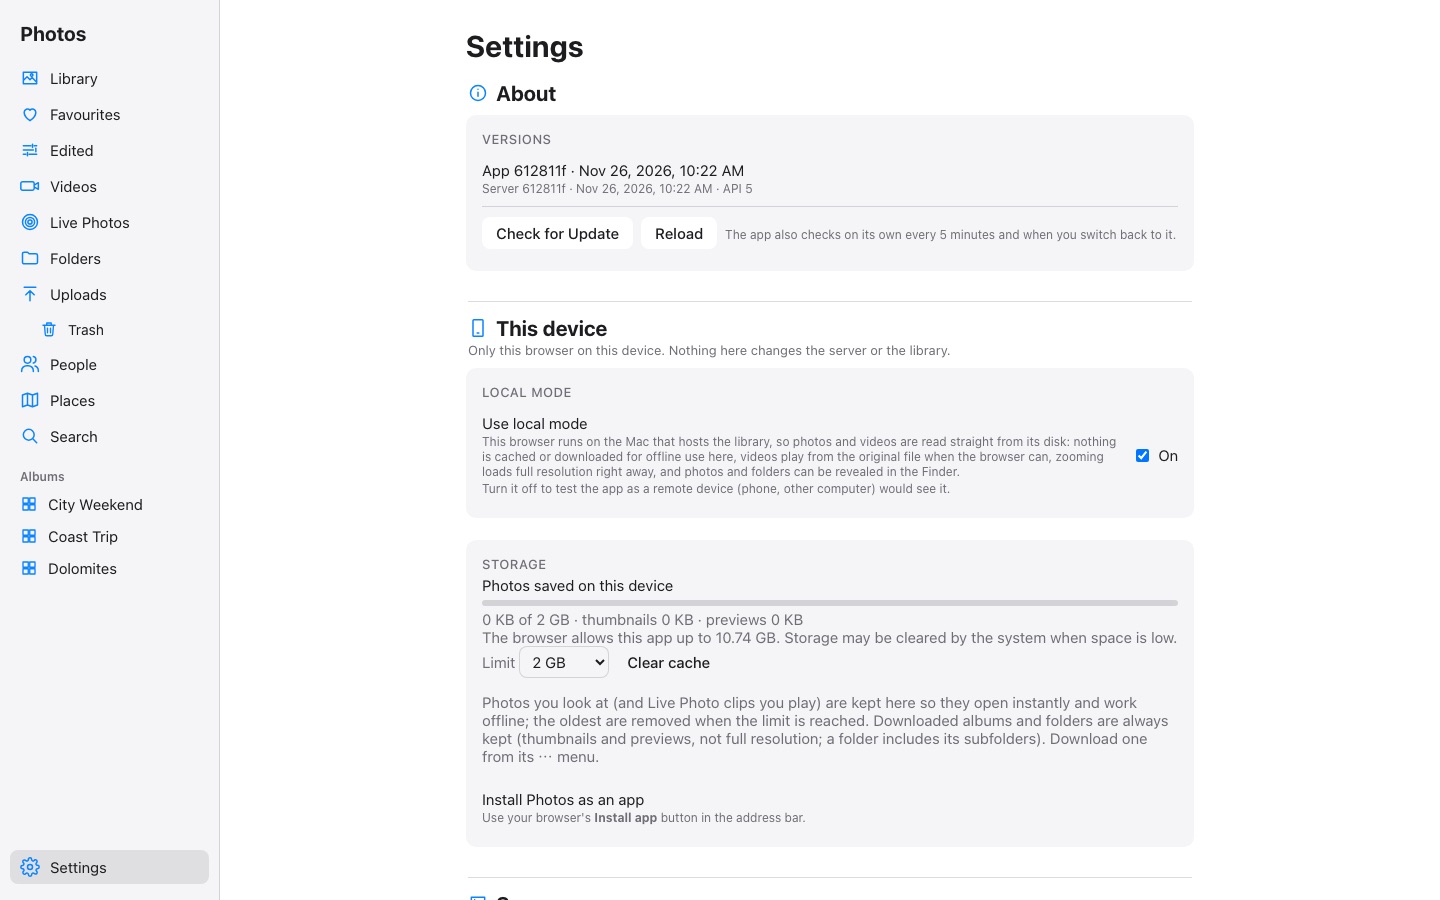 Photos
Library
Favourites
Edited
Videos
Live Photos
Folders
Uploads
Trash
People
Places
Search
Albums
City Weekend
Coast Trip
Dolomites
Settings
Settings
About
VERSIONS
App 612811f · Nov 26, 2026, 10:22 AM
Server 612811f · Nov 26, 2026, 10:22 AM · API 5
Check for Update
Reload
The app also checks on its own every 5 minutes and when you switch back to it.
This device
Only this browser on this device. Nothing here changes the server or the library.
LOCAL MODE
Use local mode
This browser runs on the Mac that hosts the library, so photos and videos are read straight from its disk: nothing
is cached or downloaded for offline use here, videos play from the original file when the browser can, zooming
loads full resolution right away, and photos and folders can be revealed in the Finder.
Turn it off to test the app as a remote device (phone, other computer) would see it.
On
STORAGE
Photos saved on this device
0 KB of 2 GB · thumbnails 0 KB · previews 0 KB
The browser allows this app up to 10.74 GB. Storage may be cleared by the system when space is low.
Limit 2 GB Clear cache
Photos you look at (and Live Photo clips you play) are kept here so they open instantly and work
offline; the oldest are removed when the limit is reached. Downloaded albums and folders are always
kept (thumbnails and previews, not full resolution; a folder includes its subfolders). Download one
from its ··· menu.
Install Photos as an app
Use your browser's Install app button in the address bar.